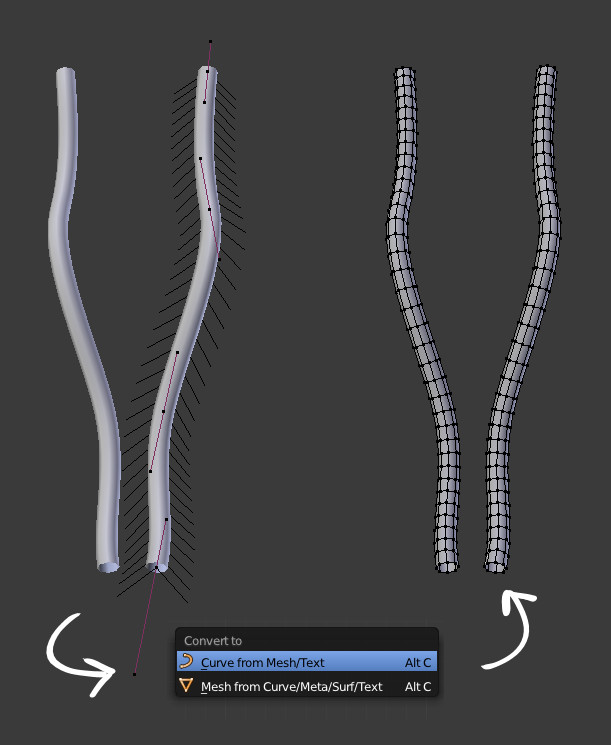 Convert to
Curve from Mesh/Text Alt C
Mesh from Curve/Meta/Surf/Text Alt C